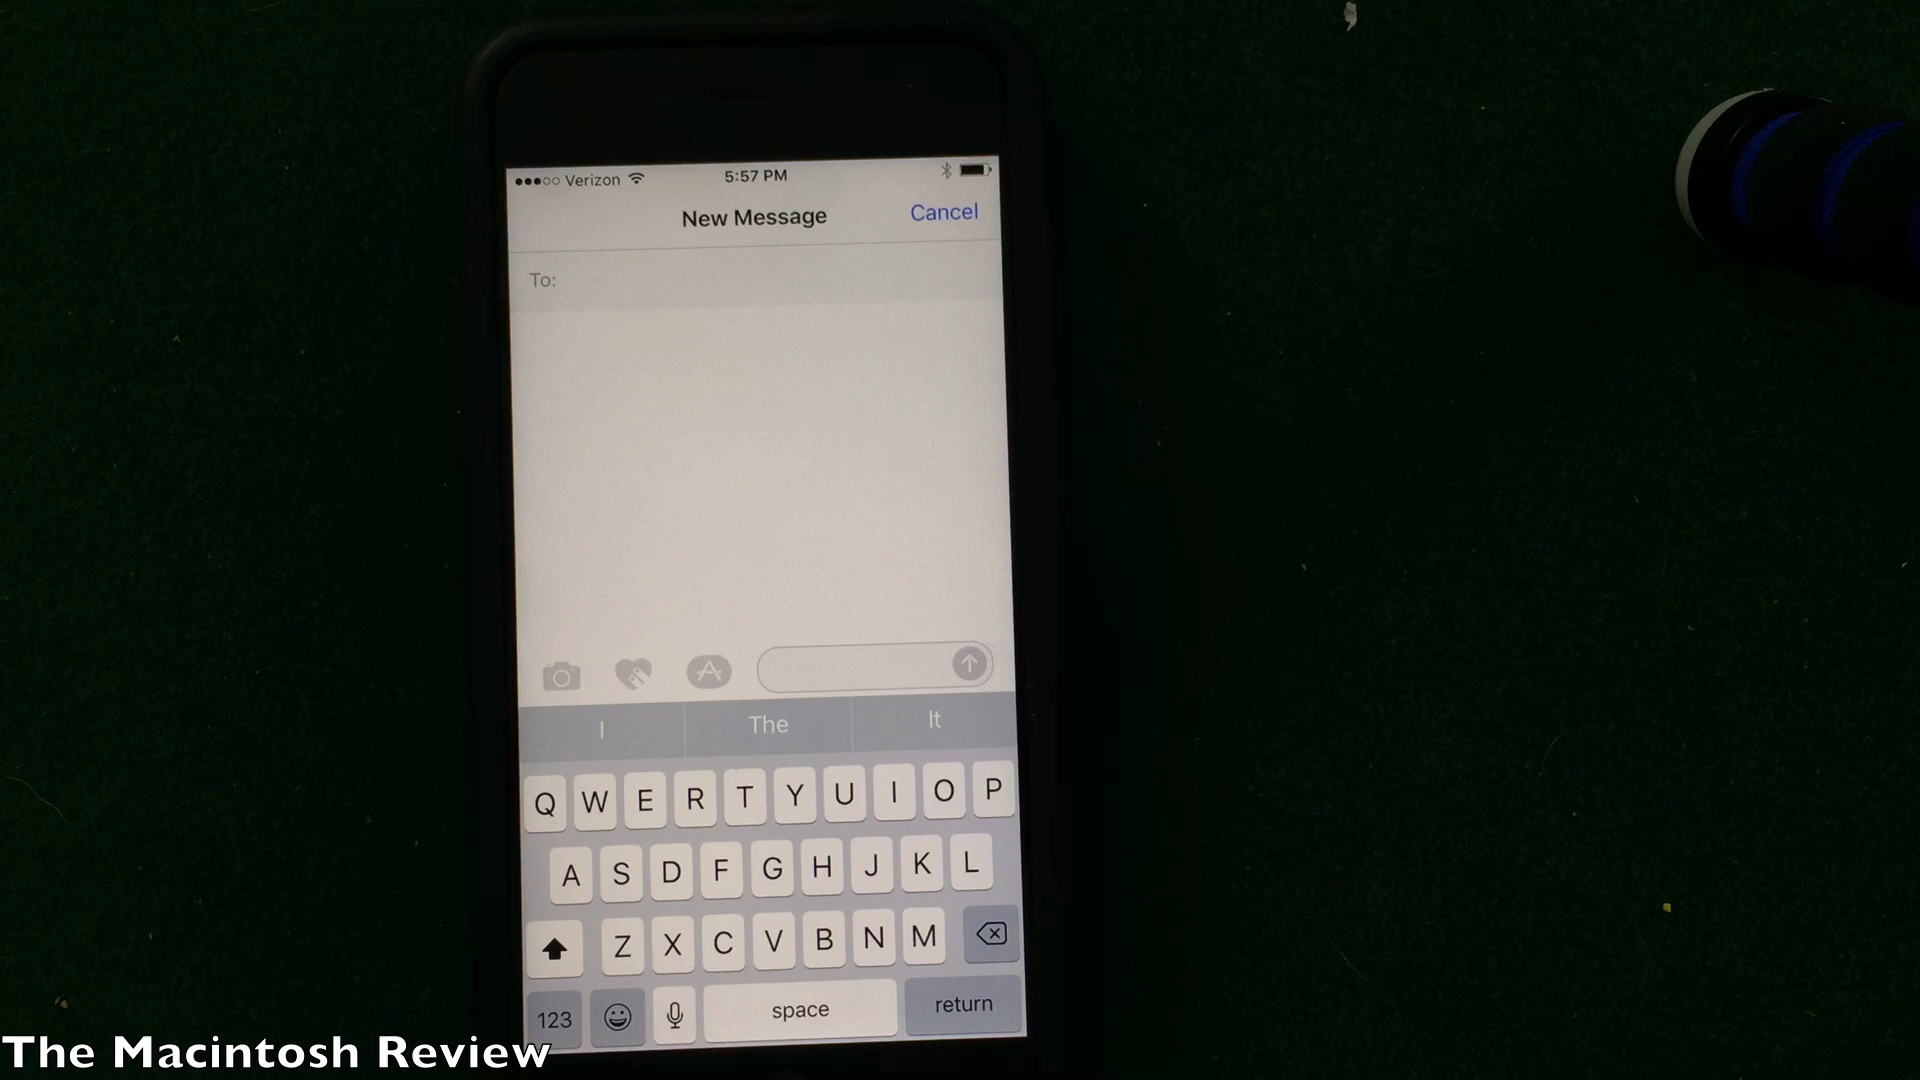 Verizon 5:57 PM
New Message Cancel
To:
I The It
Q W E R T Y U I O P
A S D F G H J K L
Z X C V B N M
123 space return
The Macintosh Review